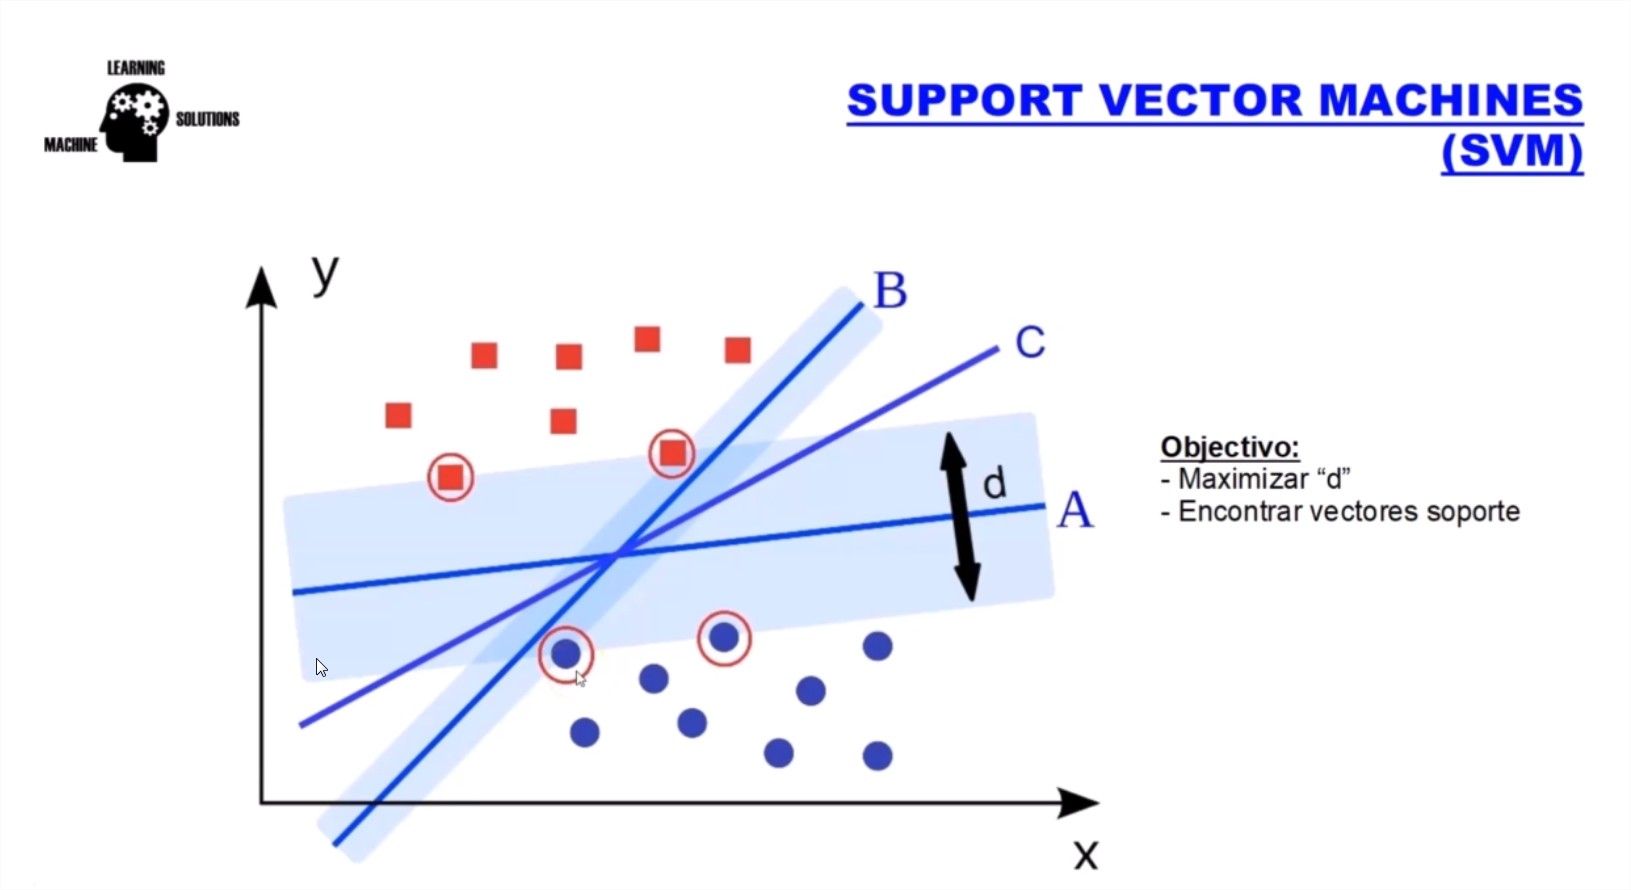 LEARNING
MACHINE
SOLUTIONS
SUPPORT VECTOR MACHINES
(SVM)
y
B
C
d
A
x
Objectivo:
- Maximizar “d”
- Encontrar vectores soporte